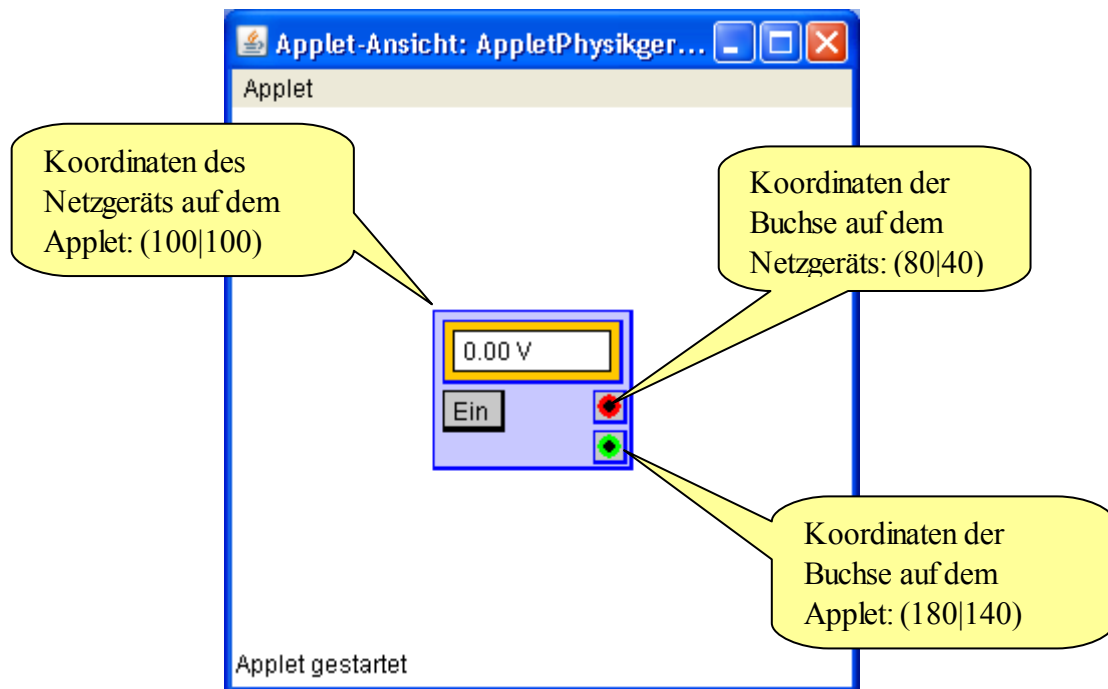 Applet-Ansicht: AppletPhysikger...
Applet
Koordinaten des
Netzgeräts auf dem
Applet: (100|100)
Koordinaten der
Buchse auf dem
Netzgeräts: (80|40)
0.00 V
Ein
Koordinaten der
Buchse auf dem
Applet: (180|140)
Applet gestartet